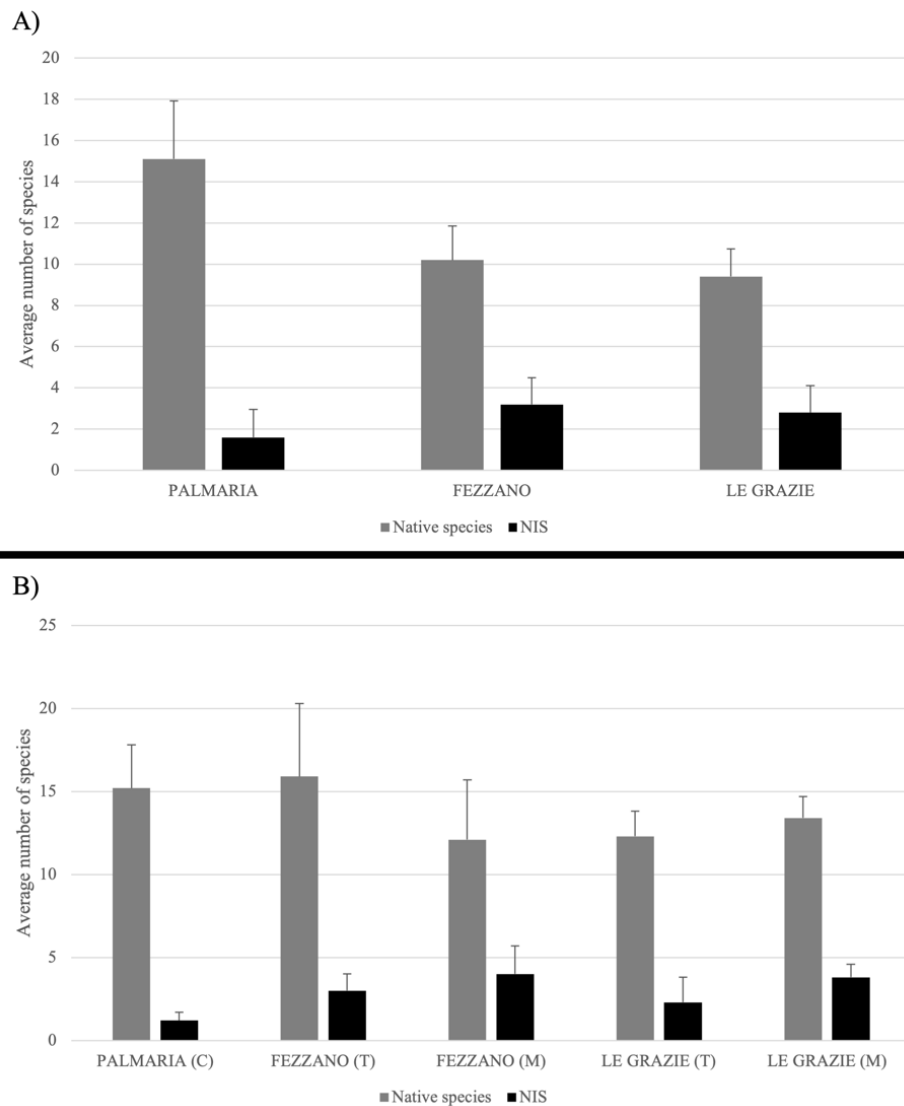 A)
Average number of species
20
18
16
14
12
10
8
6
4
2
0
PALMARIA FEZZANO LE GRAZIE
Native species NIS
B)
Average number of species
25
20
15
10
5
0
PALMARIA (C) FEZZANO (T) FEZZANO (M) LE GRAZIE (T) LE GRAZIE (M)
Native species NIS